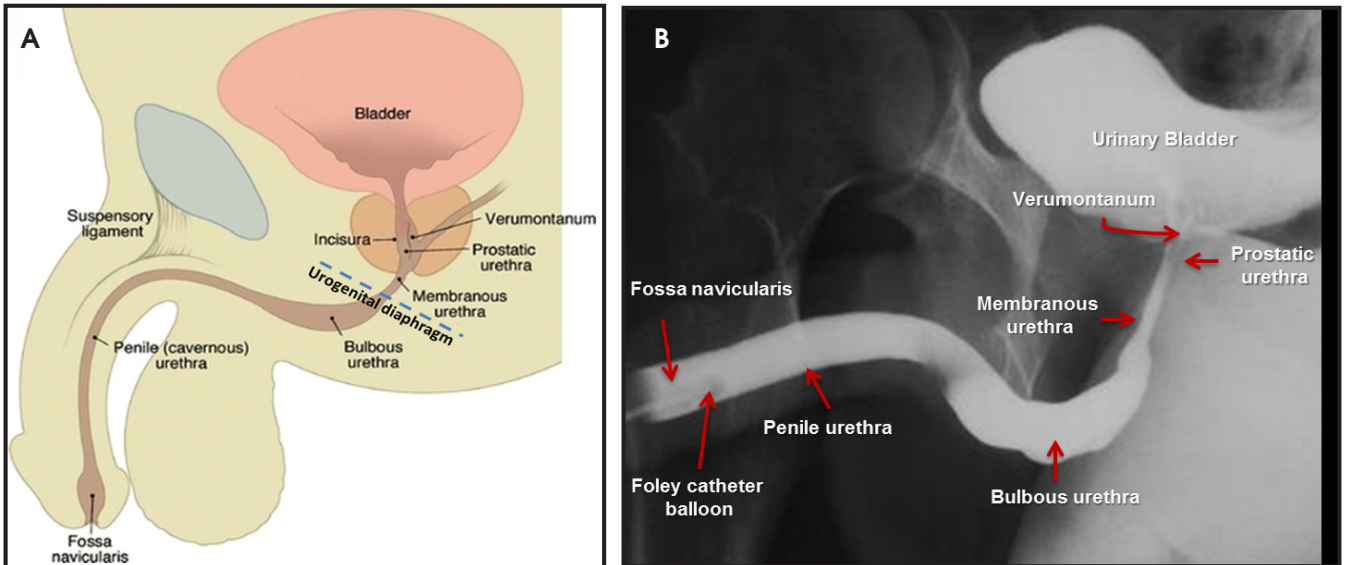 A
Bladder
Suspensory
ligament
Incisura
Verumontanum
Prostatic
urethra
Urogenital diaphragm
Membranous
urethra
Penile (cavernous)
urethra
Bulbous
urethra
Fossa
navicularis
B
Urinary Bladder
Verumontanum
Prostatic
urethra
Fossa navicularis
Membranous
urethra
Penile urethra
Foley catheter
balloon
Bulbous urethra